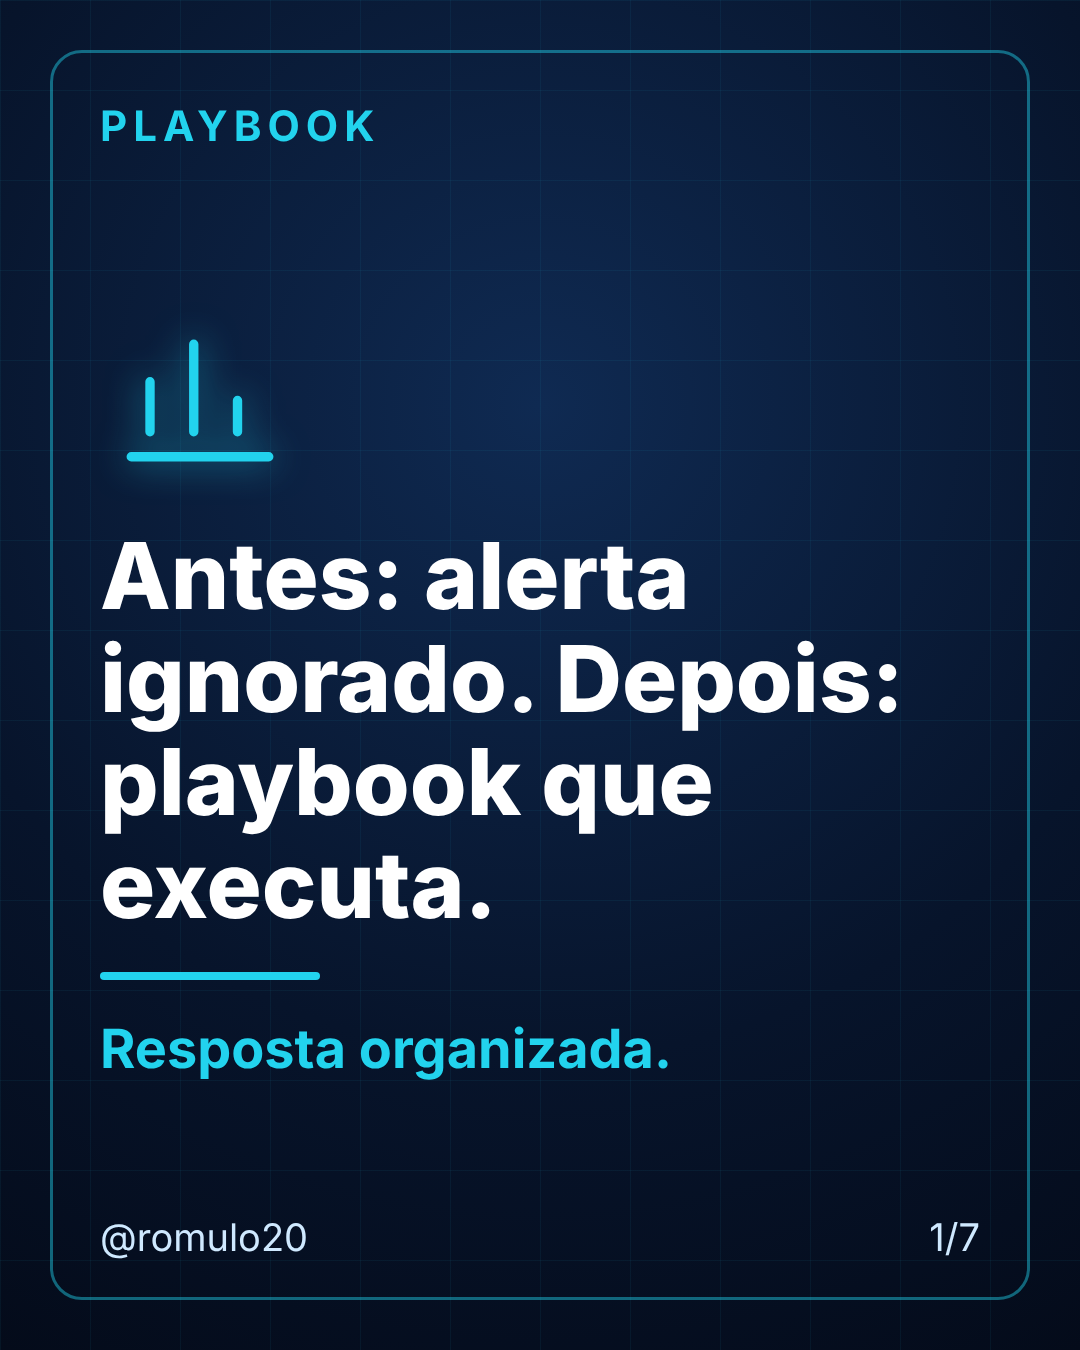 PLAYBOOK
Antes: alerta
ignorado. Depois:
playbook que
executa.
Resposta organizada.
@romulo20
1/7